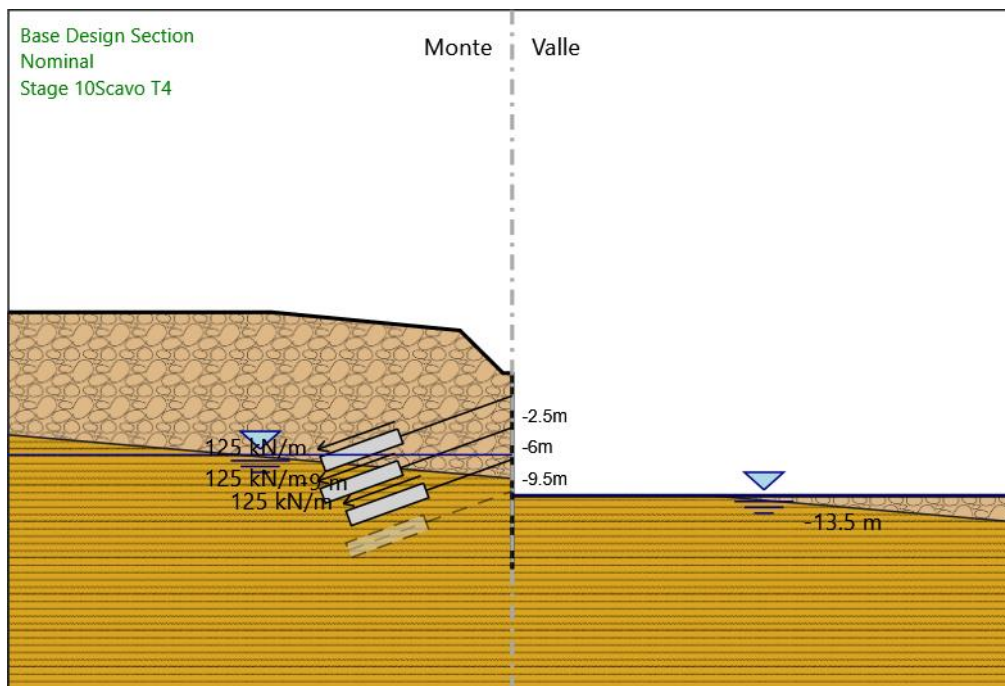 Base Design Section
Nominal
Stage 10Scavo T4
Monte
Valle
-2.5m
125 kN/m
-6m
125 kN/m
-9 m
-9.5m
125 kN/m
-13.5 m